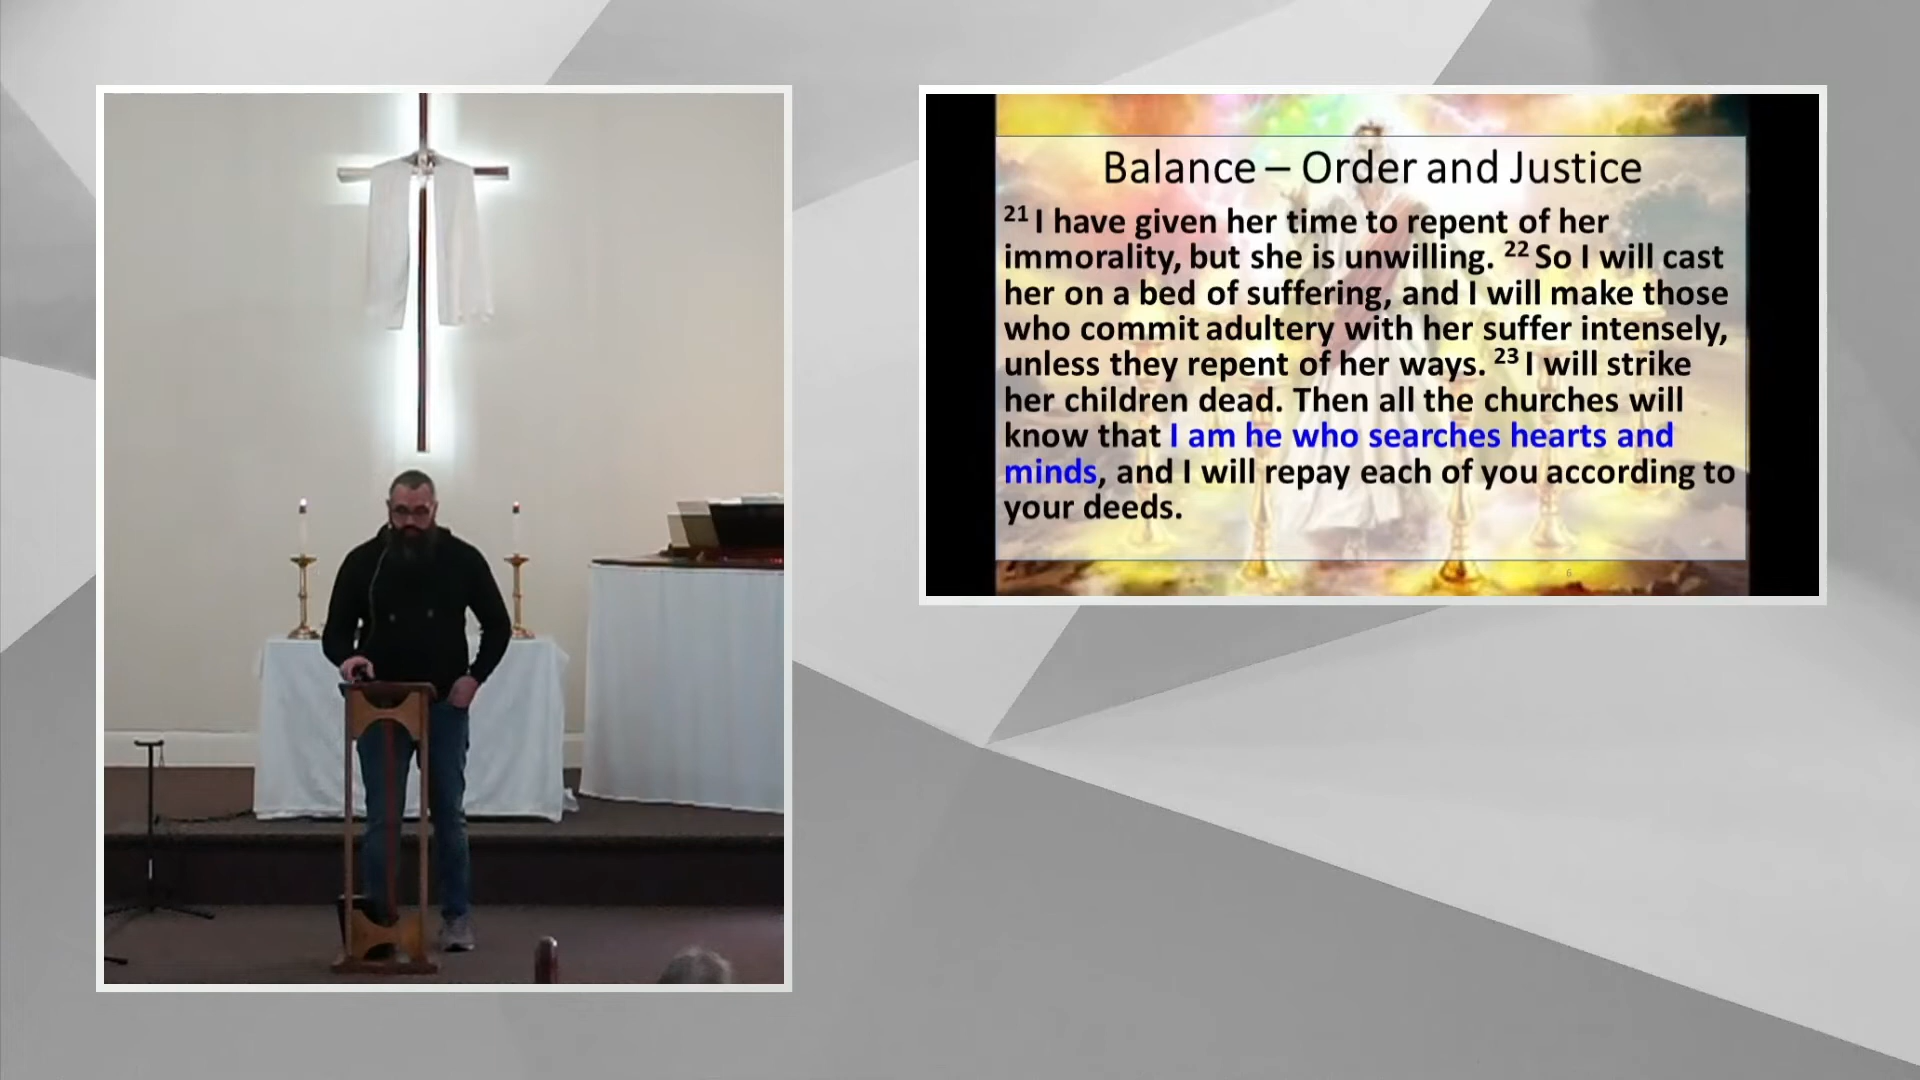 Balance – Order and Justice
21 I have given her time to repent of her
immorality, but she is unwilling. 22 So I will cast
her on a bed of suffering, and I will make those
who commit adultery with her suffer intensely,
unless they repent of her ways. 23 I will strike
her children dead. Then all the churches will
know that I am he who searches hearts and
minds, and I will repay each of you according to
your deeds.
6